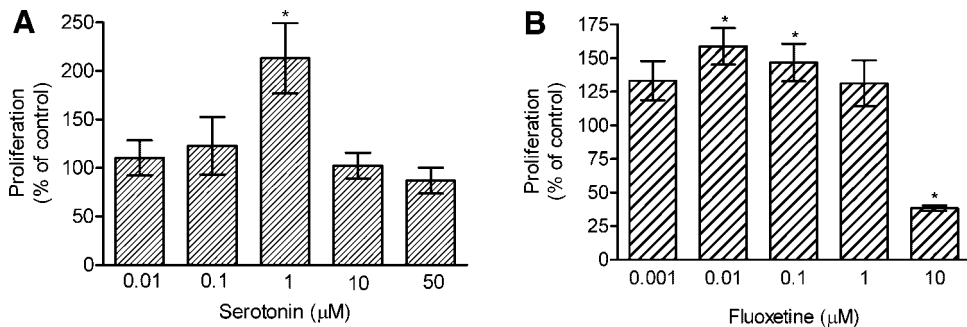 A
Proliferation
(% of control)
250
200
150
100
50
0
*
0.01 0.1 1 10 50
Serotonin (μM)
B
Proliferation
(% of control)
175
150
125
100
75
50
25
0
* * *
0.001 0.01 0.1 1 10
Fluoxetine (μM)